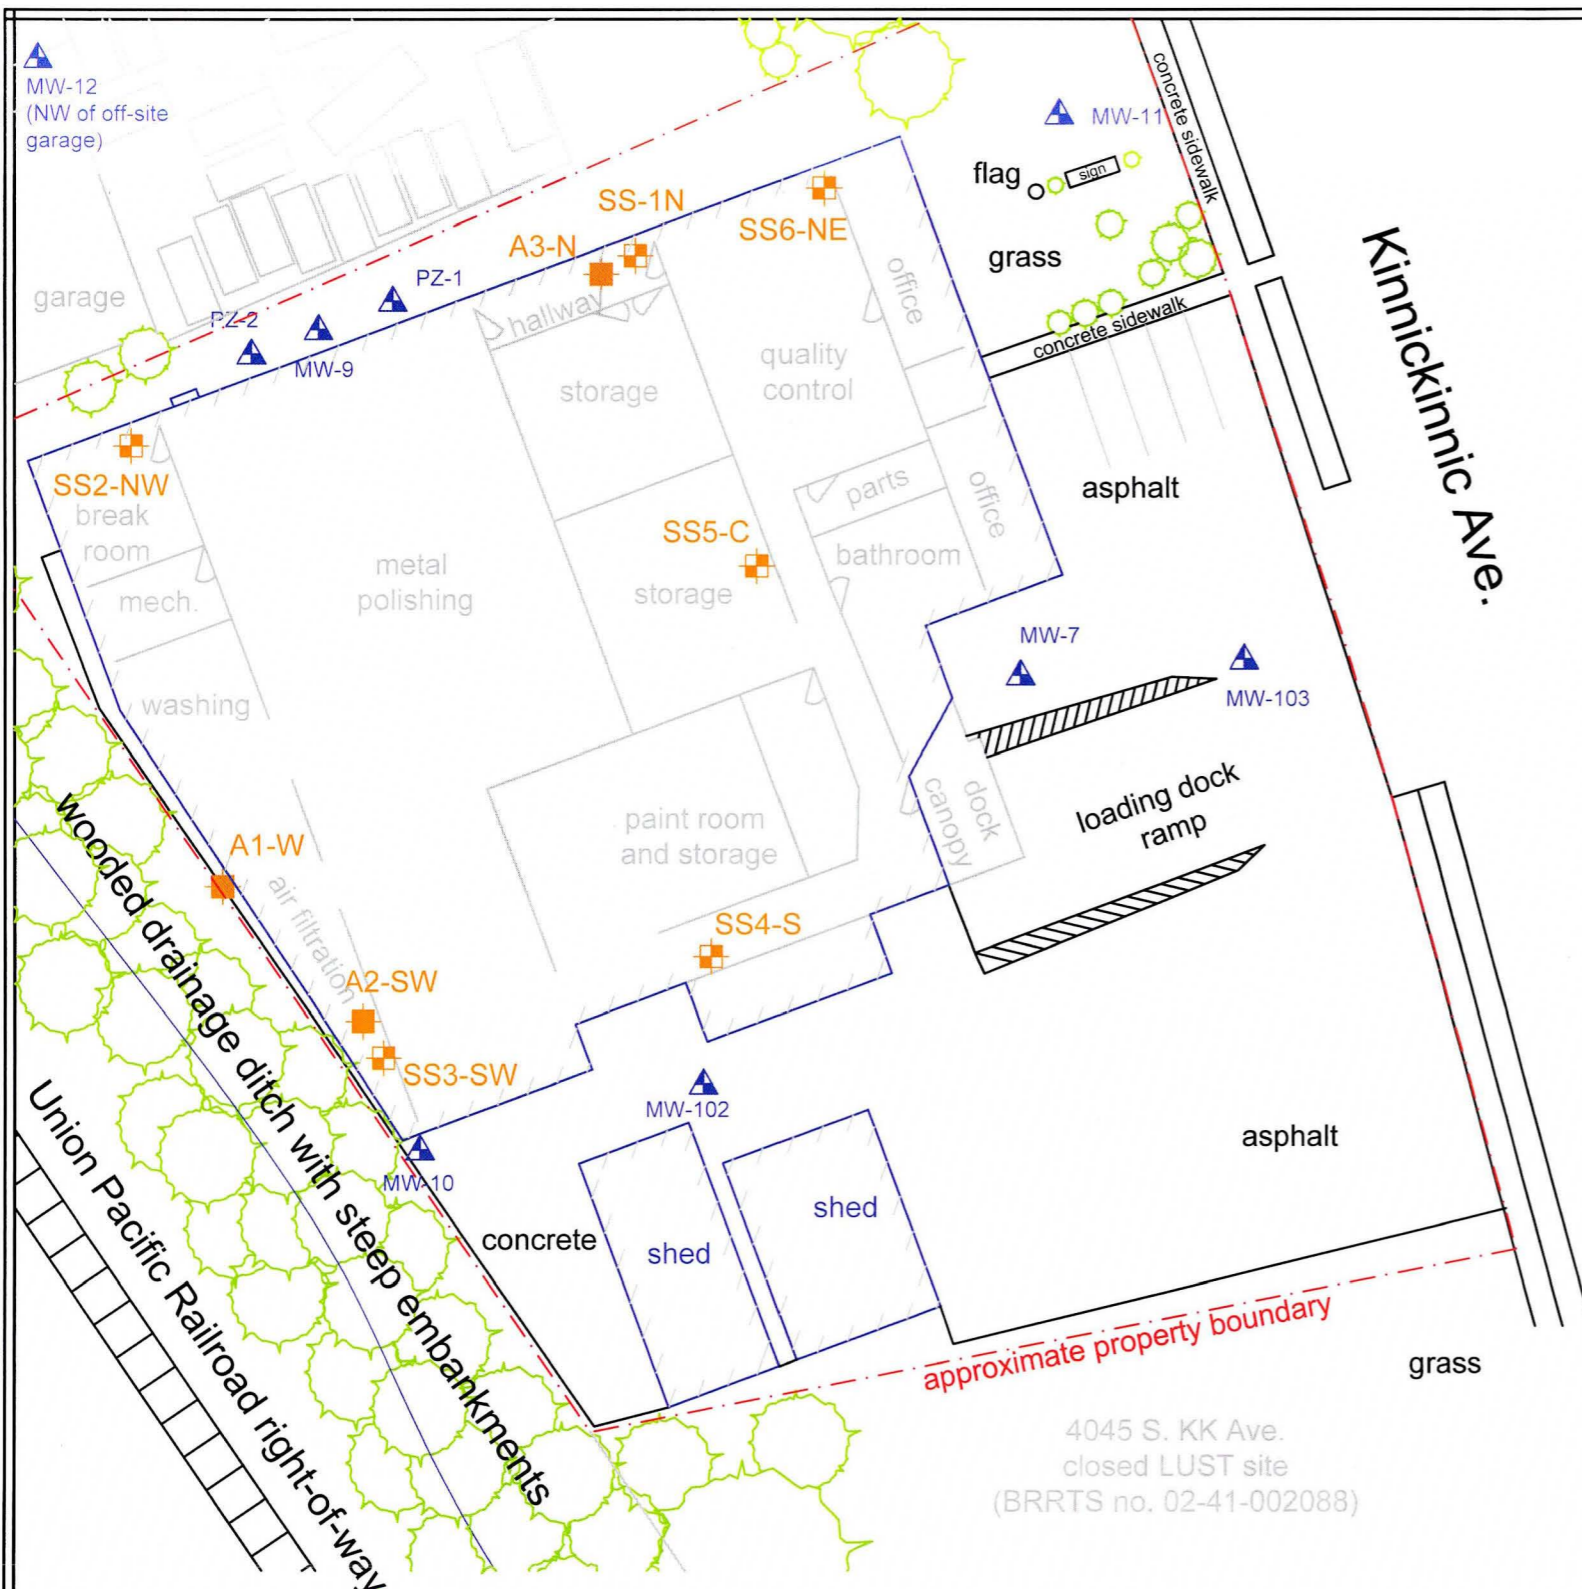 MW-12
(NW of off-site
garage)
MW-11
concrete sidewalk
flag
sign
grass
SS-1N
A3-N
SS6-NE
PZ-1
garage
PZ-2
MW-9
hallway
office
concrete sidewalk
Kinnickinnic Ave.
storage
quality
control
SS2-NW
break
room
mech.
washing
metal
polishing
SS5-C
storage
parts
bathroom
office
asphalt
MW-7
MW-103
dock
canopy
loading dock
ramp
paint room
and storage
A1-W
air filtration
A2-SW
SS3-SW
SS4-S
MW-102
MW-10
concrete
shed
shed
asphalt
wooded drainage ditch with steep embankments
Union Pacific Railroad right-of-way
approximate property boundary
grass
4045 S. KK Ave.
closed LUST site
(BRRTS no. 02-41-002088)